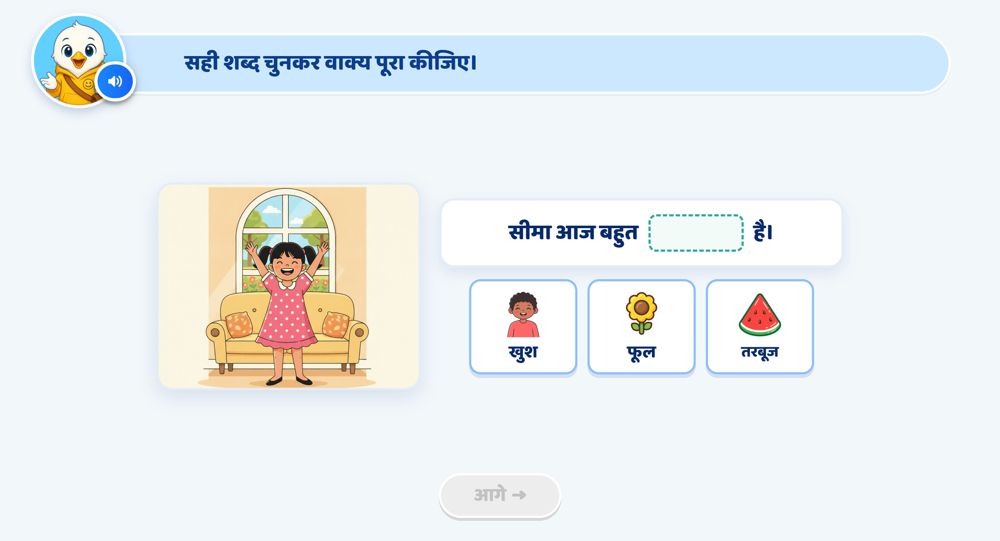 सही शब्द चुनकर वाक्य पूरा कीजिए।
सीमा आज बहुत है।
खुश
फूल
तरबूज
आगे →